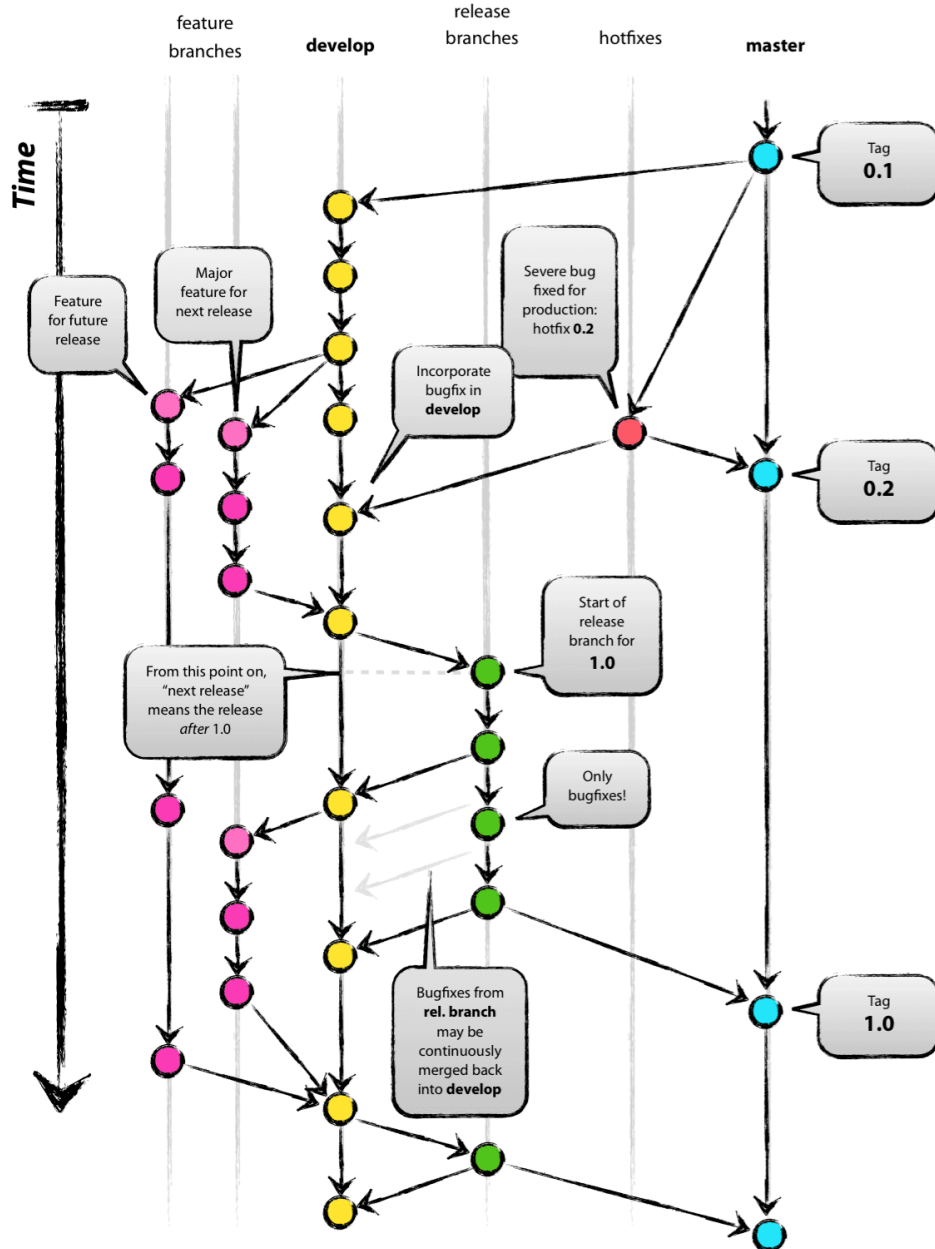 feature
branches
develop
release
branches
hotfixes
master
Time
Tag
0.1
Major
feature for
next release
Severe bug
fixed for
production:
hotfix 0.2
Feature
for future
release
Incorporate
bugfix in
develop
Tag
0.2
Start of
release
branch for
1.0
From this point on,
“next release”
means the release
after 1.0
Only
bugfixes!
Bugfixes from
rel. branch
may be
continuously
merged back
into develop
Tag
1.0